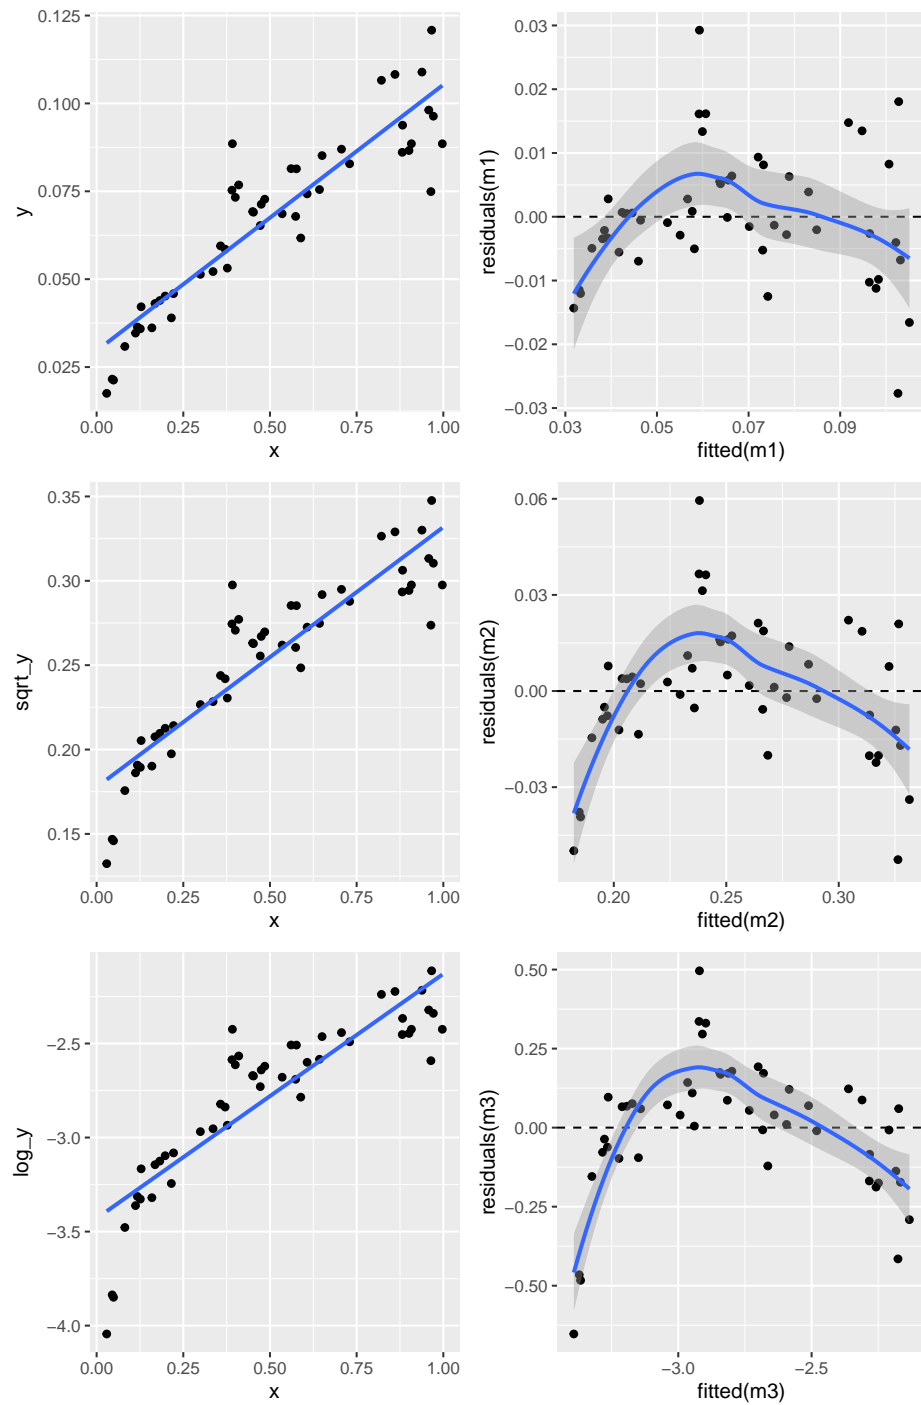 0.125
0.100
0.075
0.050
0.025
y
0.00 0.25 0.50 0.75 1.00
x
0.03
0.02
0.01
0.00
−0.01
−0.02
−0.03
residuals(m1)
0.03 0.05 0.07 0.09
fitted(m1)
0.35
0.30
0.25
0.20
0.15
sqrt_y
0.00 0.25 0.50 0.75 1.00
x
0.06
0.03
0.00
−0.03
residuals(m2)
0.20 0.25 0.30
fitted(m2)
−2.5
−3.0
−3.5
−4.0
log_y
0.00 0.25 0.50 0.75 1.00
x
0.50
0.25
0.00
−0.25
−0.50
residuals(m3)
−3.0 −2.5
fitted(m3)